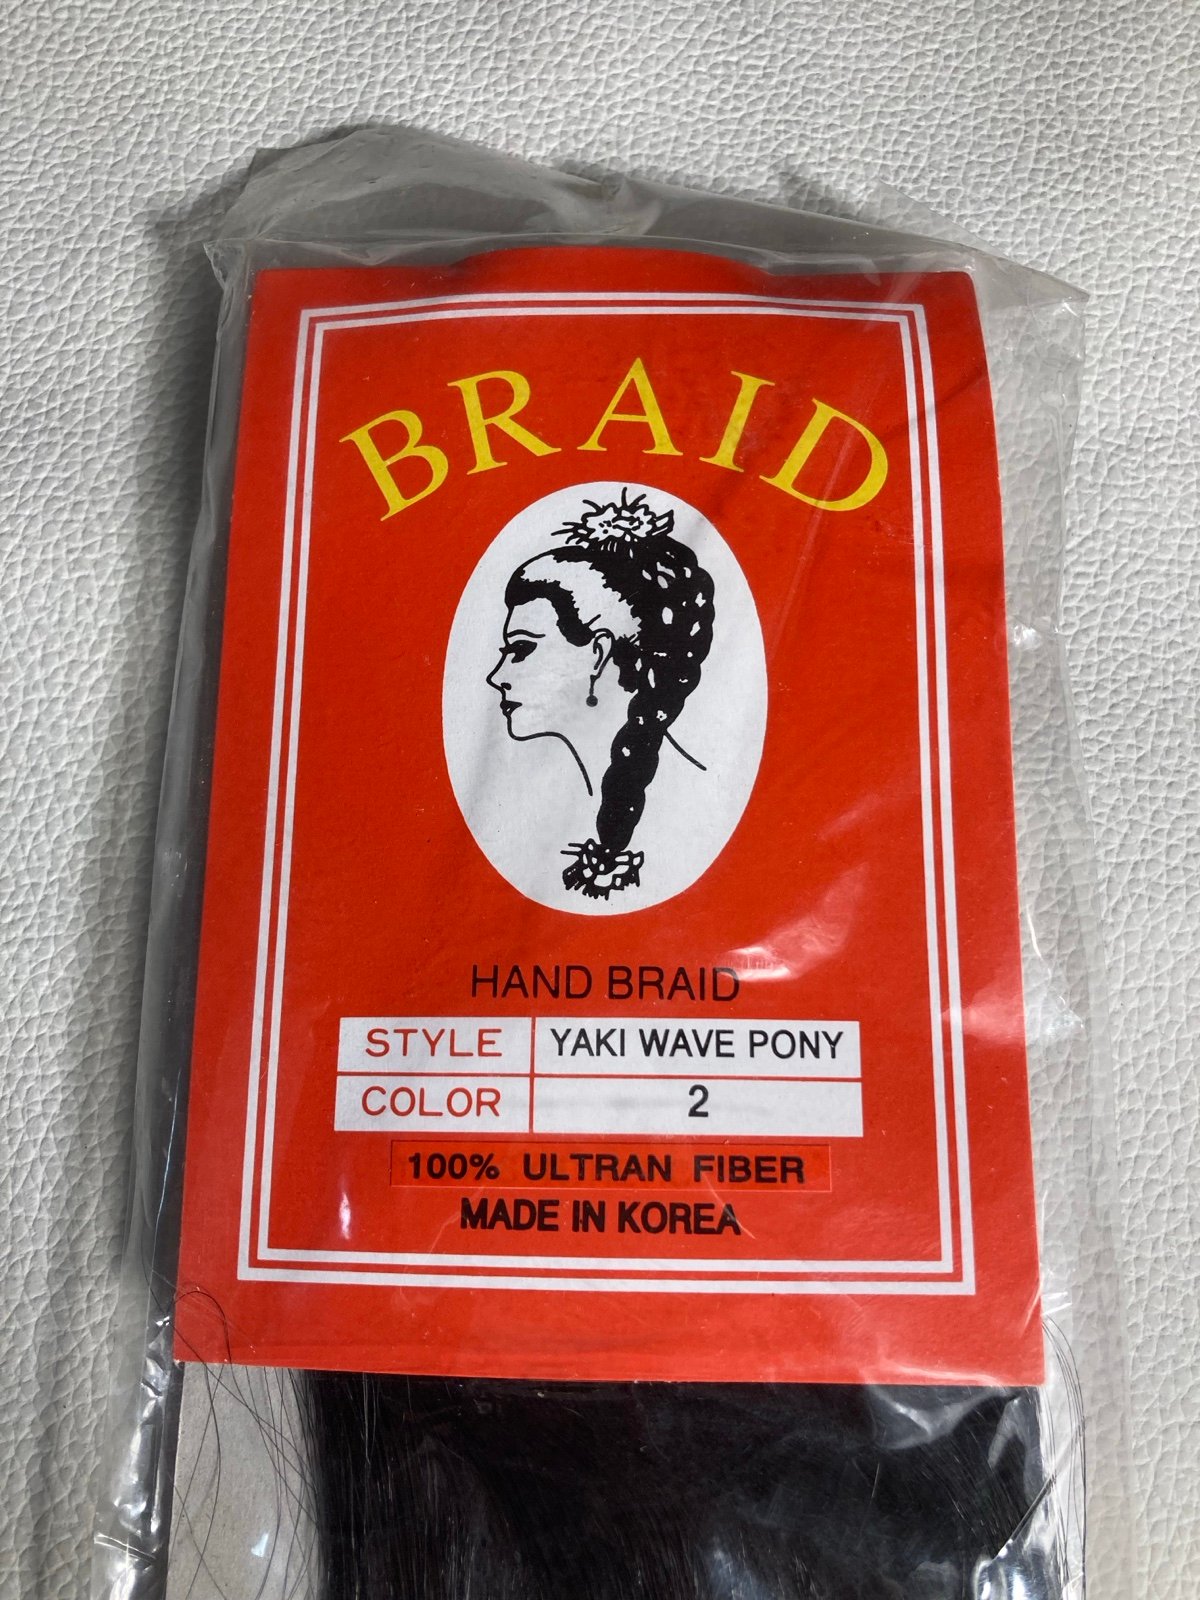 BRAID
HAND BRAID
STYLE YAKI WAVE PONY
COLOR 2
100% ULTRAN FIBER
MADE IN KOREA